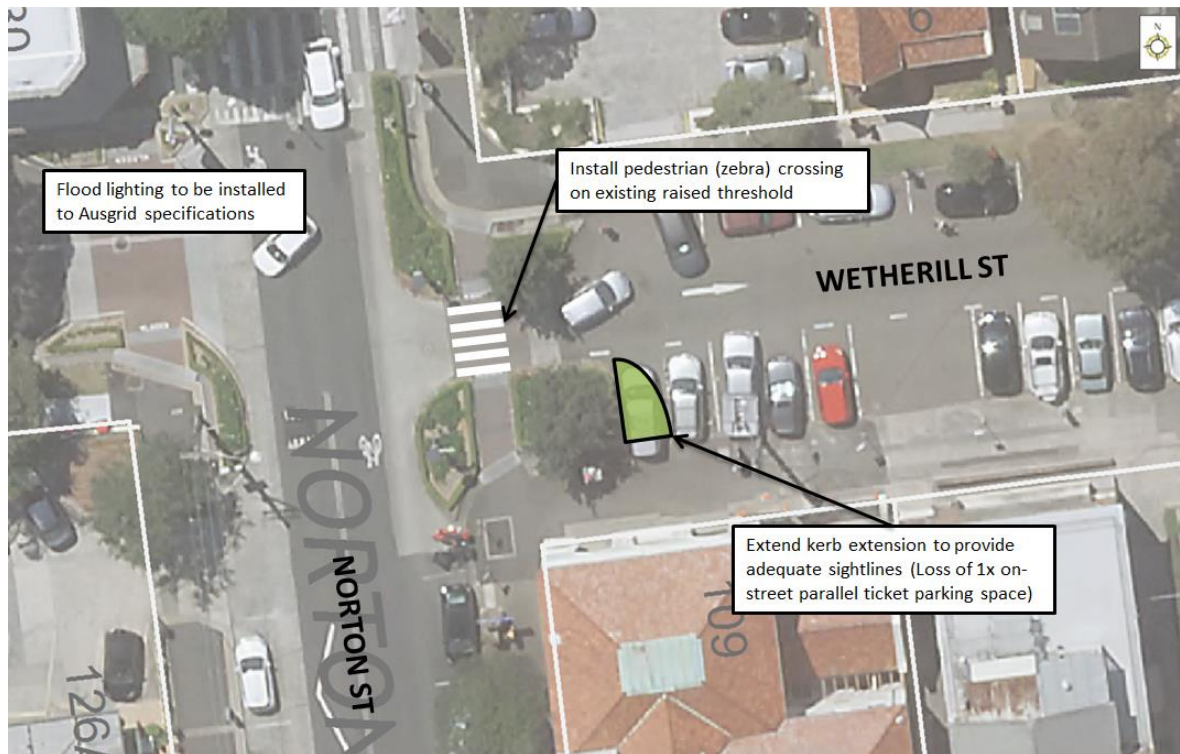 N
Install pedestrian (zebra) crossing
on existing raised threshold
Flood lighting to be installed
to Ausgrid specifications
WETHERILL ST
NORTON
NORTON ST
Extend kerb extension to provide
adequate sightlines (Loss of 1x on-
street parallel ticket parking space)
109
126A